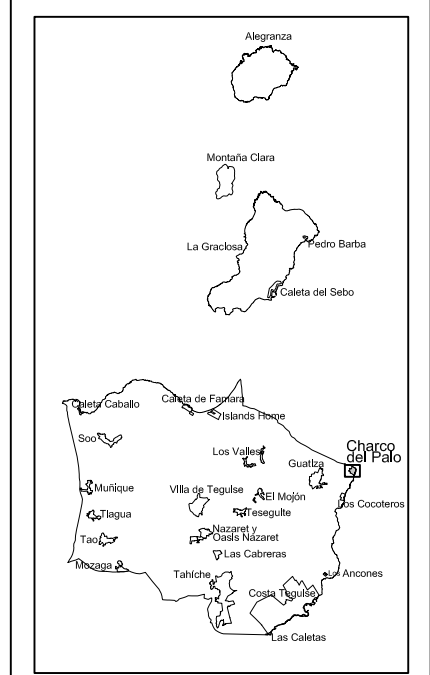 Alegranza
Montaña Clara
La Graciosa
Pedro Barba
Caleta del Sebo
Caleta Caballo
Caleta de Famara
Islands Home
Soo
Los Valles
Charco
del Palo
Guatiza
Muñique
VIlla de Teguise
El Mojón
Los Cocoteros
Tiagua
Teseguite
Nazaret y
Oasis Nazaret
Tao
Las Cabreras
Mozaga
Tahíche
Los Ancones
Costa Teguise
Las Caletas